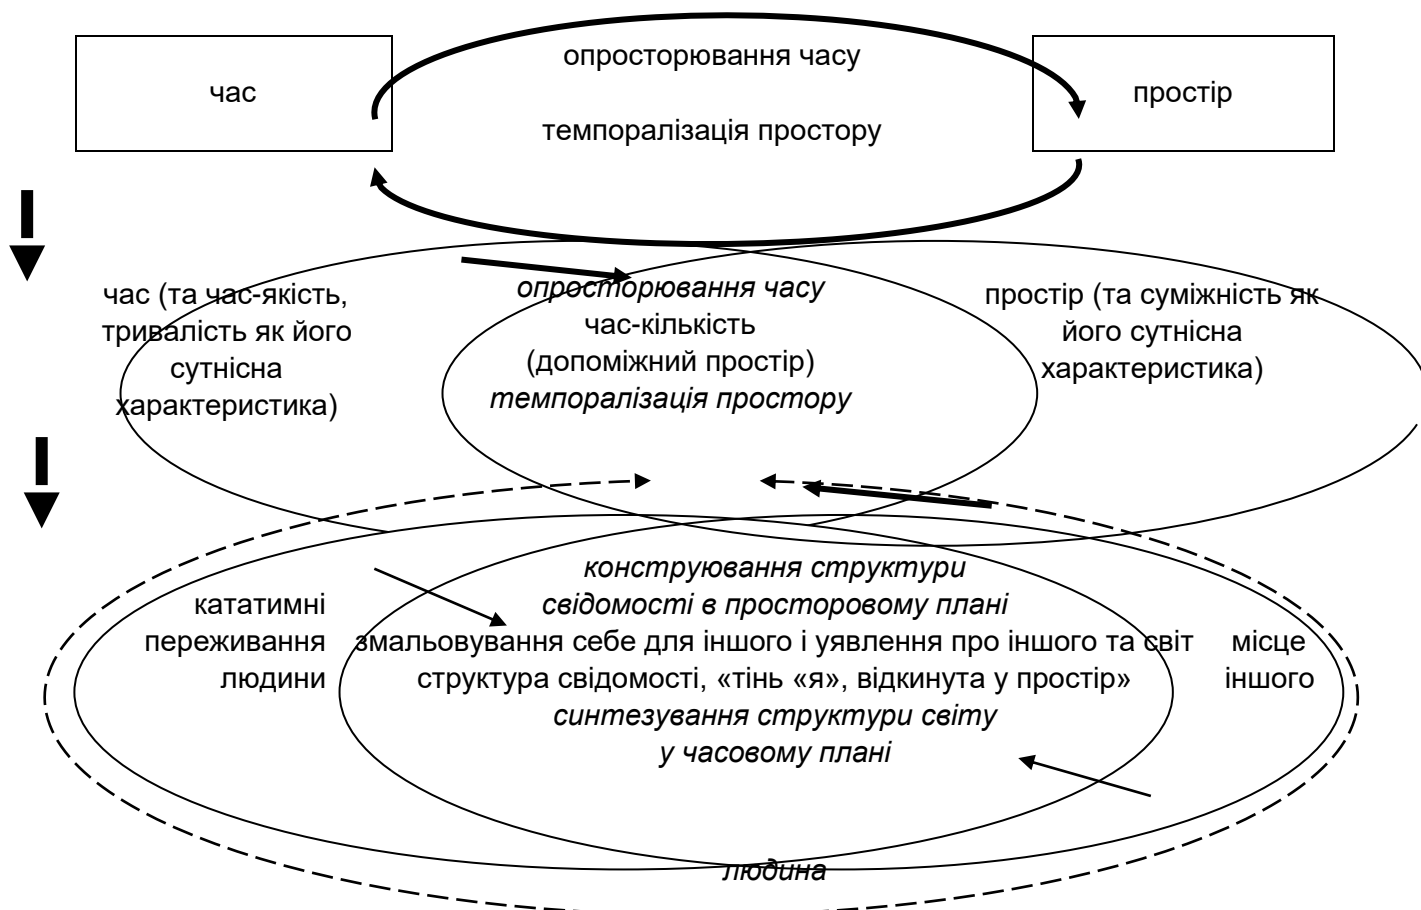 опросторювання часу
час
простір
темпоралізація простору
час (та час-якість,
тривалість як його
сутнісна
характеристика)
опросторювання часу
час-кількість
(допоміжний простір)
темпоралізація простору
простір (та суміжність як
його сутнісна
характеристика)
конструювання структури
свідомості в просторовому плані
змальовування себе для іншого і уявлення про іншого та світ
структура свідомості, «тінь «я», відкинута у простір»
синтезування структури світу
у часовому плані
кататимні
переживання
людини
місце
іншого
людина